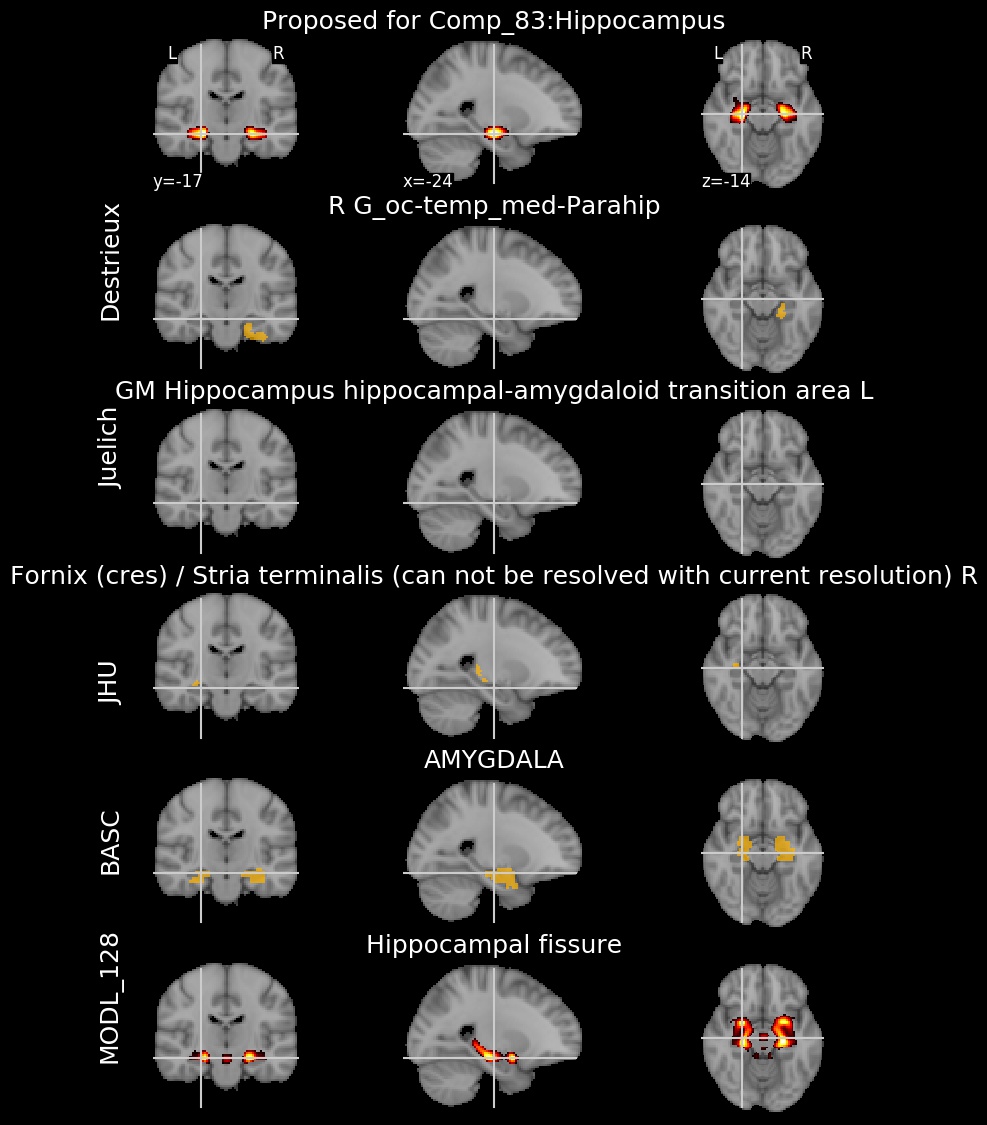 Proposed for Comp_83:Hippocampus
L R L R
y=-17 x=-24 z=-14
R G_oc-temp_med-Parahip
Destrieux
GM Hippocampus hippocampal-amygdaloid transition area L
Juelich
Fornix (cres) / Stria terminalis (can not be resolved with current resolution) R
JHU
AMYGDALA
BASC
Hippocampal fissure
MODL_128